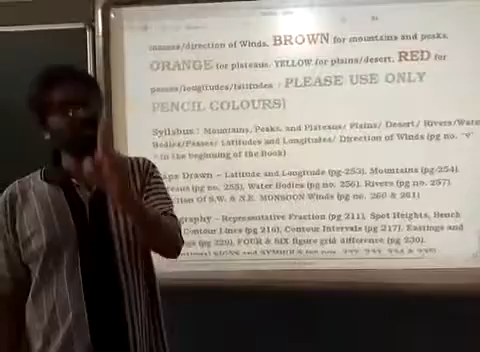 masses/direction of Winds, BROWN for mountains and peaks,
ORANGE for plateaus, YELLOW for plains/desert, RED for
passes/longitudes/latitudes : PLEASE USE ONLY
PENCIL COLOURS)
Syllabus : Mountains, Peaks, and Plateaus/ Plains/ Desert/ Rivers/Water
Bodies/Passes/ Latitudes and Longitudes/ Direction of Winds (pg no.
in the beginning of the Book)
aps Drawn – Latitude and Longitude (pg-253), Mountains (pg-254)
(pg no. 255), Water Bodies (pg no. 256), Rivers (pg no. 257)
tion Of S.W. & N.E. MONSOON Winds (pg no. 260 & 261)
graphy – Representative Fraction (pg 211), Spot Heights, Bench
Contour Lines (pg 216), Contour Intervals (pg 217), Eastings and
(pg 229), FOUR & SIX figure grid difference (pg 230),